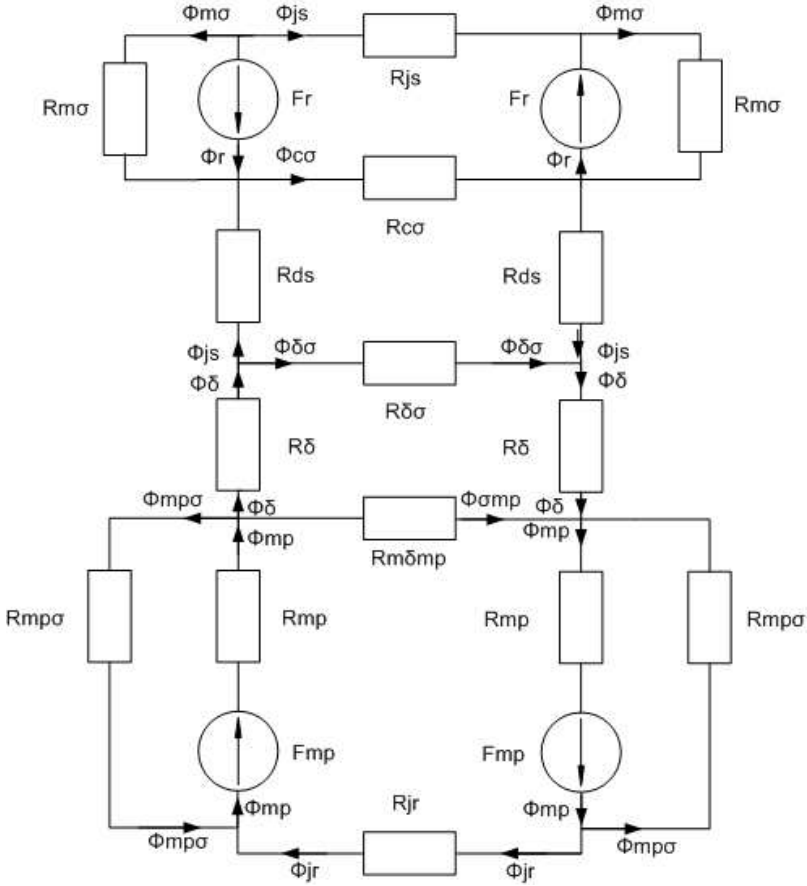 Φmσ Φjs Φmσ
Rjs
Rmσ Fr Fr Rmσ
Φr Φcσ Φr
Rcσ
Rds Rds
Φjs Φδσ Φδσ Φjs
Φδ Φδ
Rδσ
Rδ Rδ
Φmpσ Φδ Φσmp Φδ
Φmp Φmp
Rmδmp
Rmpσ Rmp Rmp Rmpσ
Fmp Fmp
Φmp Rjr Φmp
Φmpσ Φmpσ
Φjr Φjr